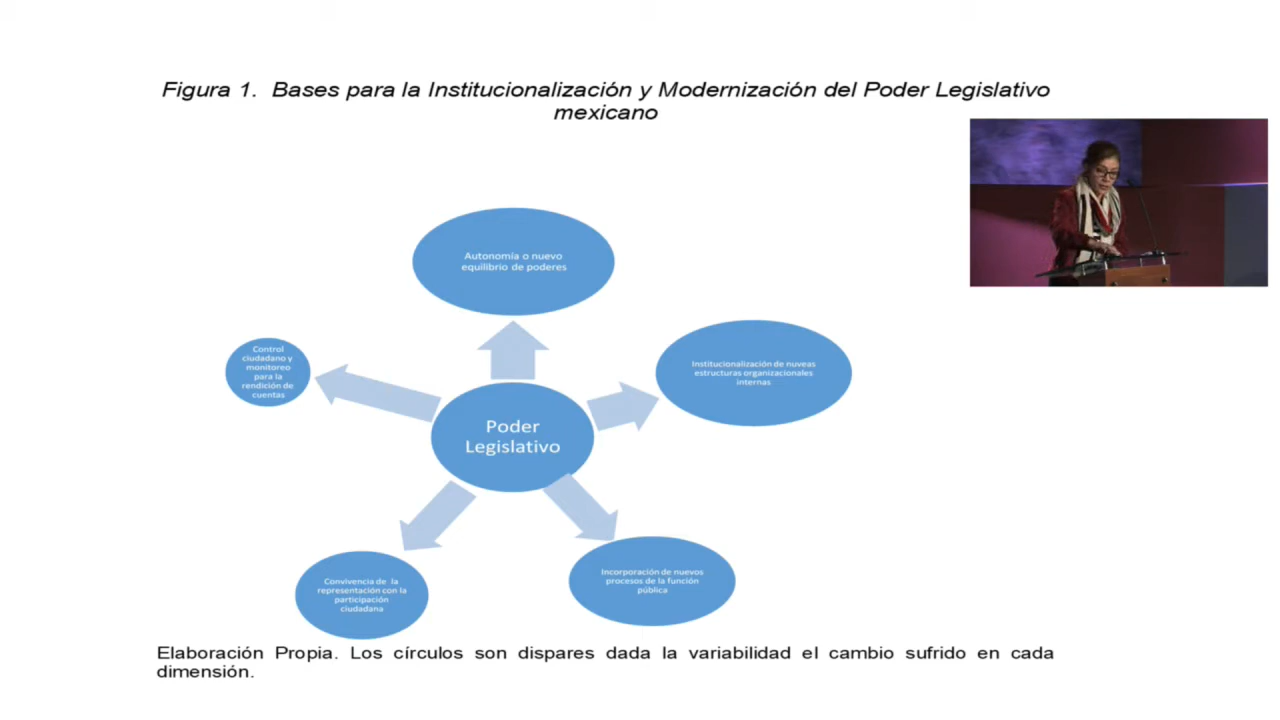 Figura 1. Bases para la Institucionalización y Modernización del Poder Legislativo
mexicano
Autonomía o nuevo
equilibrio de poderes
Control
ciudadano y
monitoreo
para la
rendición de
cuentas
Institucionalización de nuveas
estructuras organizacionales
internas
Poder
Legislativo
Convivencia de la
representación con la
participación
ciudadana
Incorporación de nuevos
procesos de la función
pública
Elaboración Propia. Los círculos son dispares dada la variabilidad el cambio sufrido en cada
dimensión.